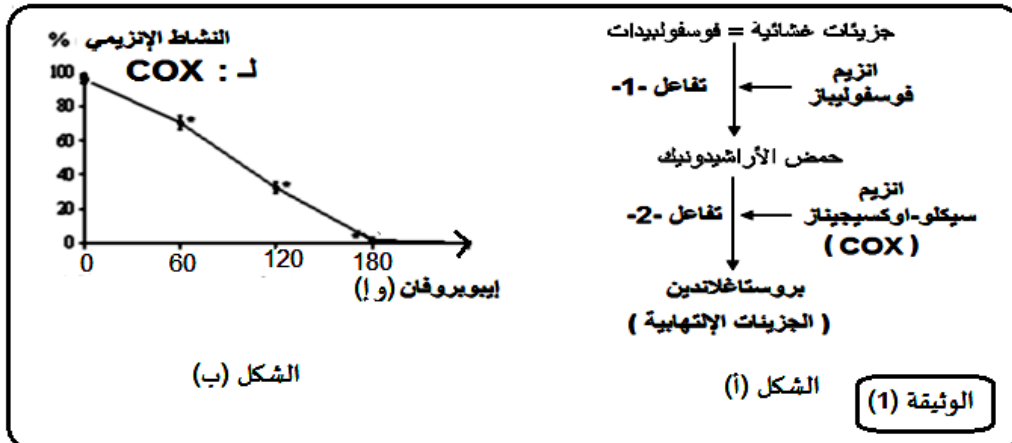 جزيئات غشائية = فوسفولبيدات
انزيم
فوسفوليباز
تفاعل -1-
حمض الأراشيدونيك
انزيم
سيكلو-اوكسيجيناز
(COX)
تفاعل -2-
بروستاغلاندين
(الجزيئات الإلتهابية)
الشكل (أ)
الوثيقة (1)
النشاط الإنزيمي %
لـ : COX
100
80
60
40
20
0
0 60 120 180
إيبوبروفان (و إ)
الشكل (ب)